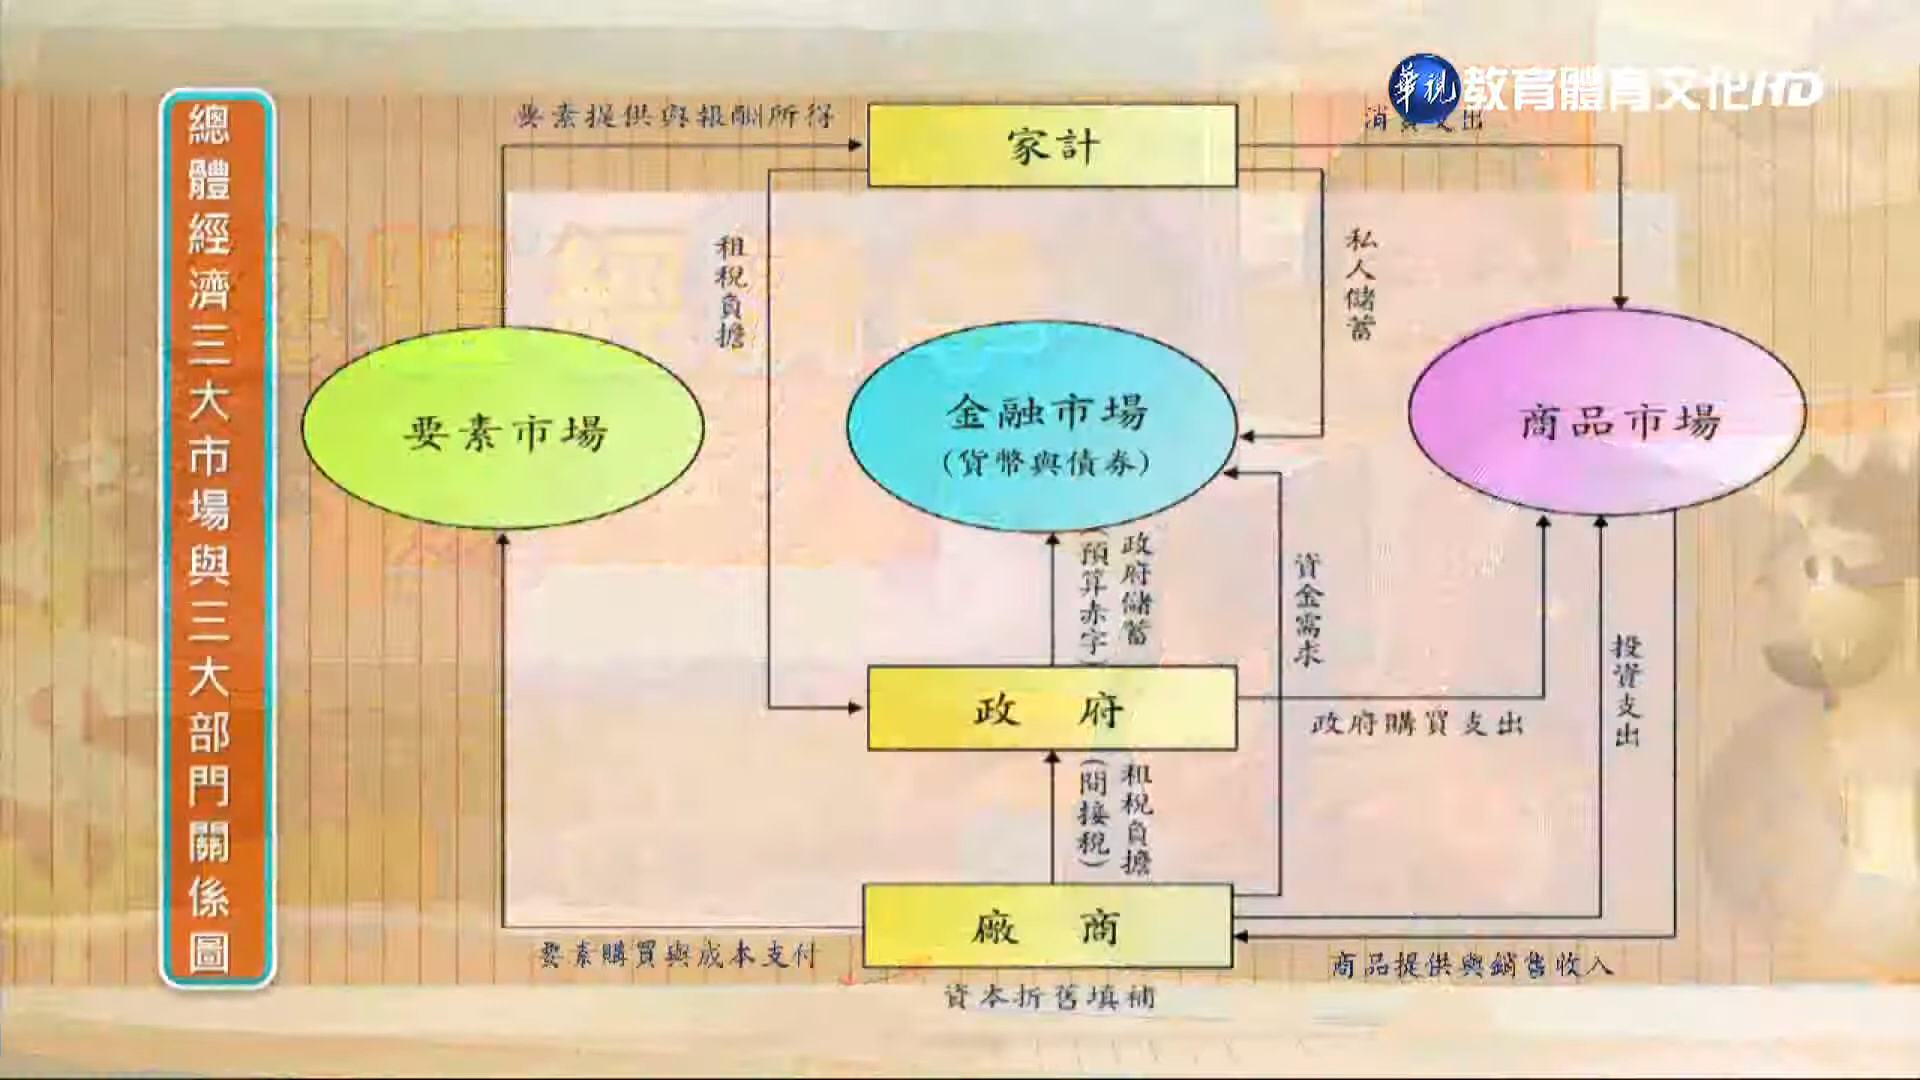 華視 教育體育文化HD
總體經濟三大市場與三大部門關係圖
要素提供與報酬所得
家計
消費支出
租稅負擔
私人儲蓄
要素市場
金融市場
(貨幣與債券)
商品市場
政府儲蓄
(預算赤字)
資金需求
投資支出
政府
政府購買支出
租稅負擔
(間接稅)
廠商
要素購買與成本支付
商品提供與銷售收入
資本折舊填補